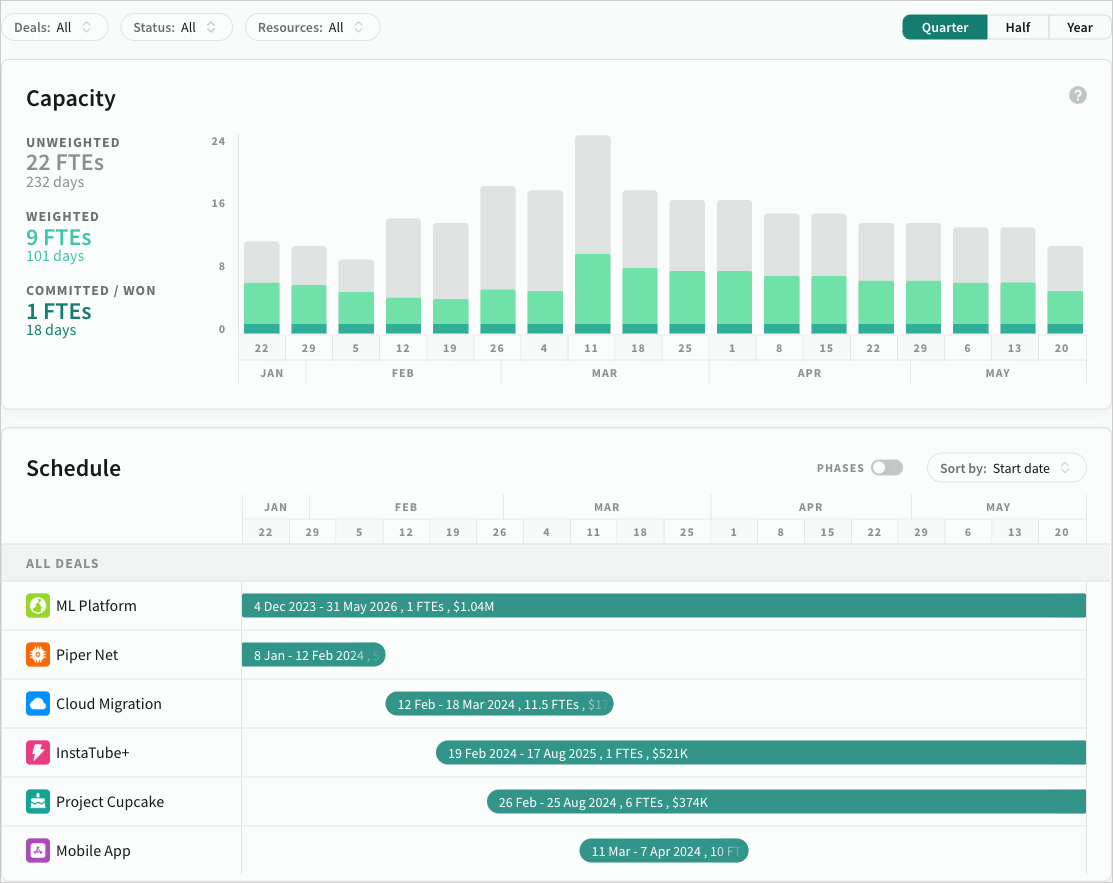 Deals: All Status: All Resources: All Quarter Half Year
Capacity ?
UNWEIGHTED
22 FTEs
232 days
WEIGHTED
9 FTEs
101 days
COMMITTED / WON
1 FTEs
18 days
24
16
8
0
22 29 5 12 19 26 4 11 18 25 1 8 15 22 29 6 13 20
JAN FEB MAR APR MAY
Schedule PHASES Sort by: Start date
JAN FEB MAR APR MAY
22 29 5 12 19 26 4 11 18 25 1 8 15 22 29 6 13 20
ALL DEALS
ML Platform 4 Dec 2023 - 31 May 2026 , 1 FTEs , $1.04M
Piper Net 8 Jan - 12 Feb 2024 ,
Cloud Migration 12 Feb - 18 Mar 2024 , 11.5 FTEs ,
InstaTube+ 19 Feb 2024 - 17 Aug 2025 , 1 FTEs , $521K
Project Cupcake 26 Feb - 25 Aug 2024 , 6 FTEs , $374K
Mobile App 11 Mar - 7 Apr 2024 , 10 FT